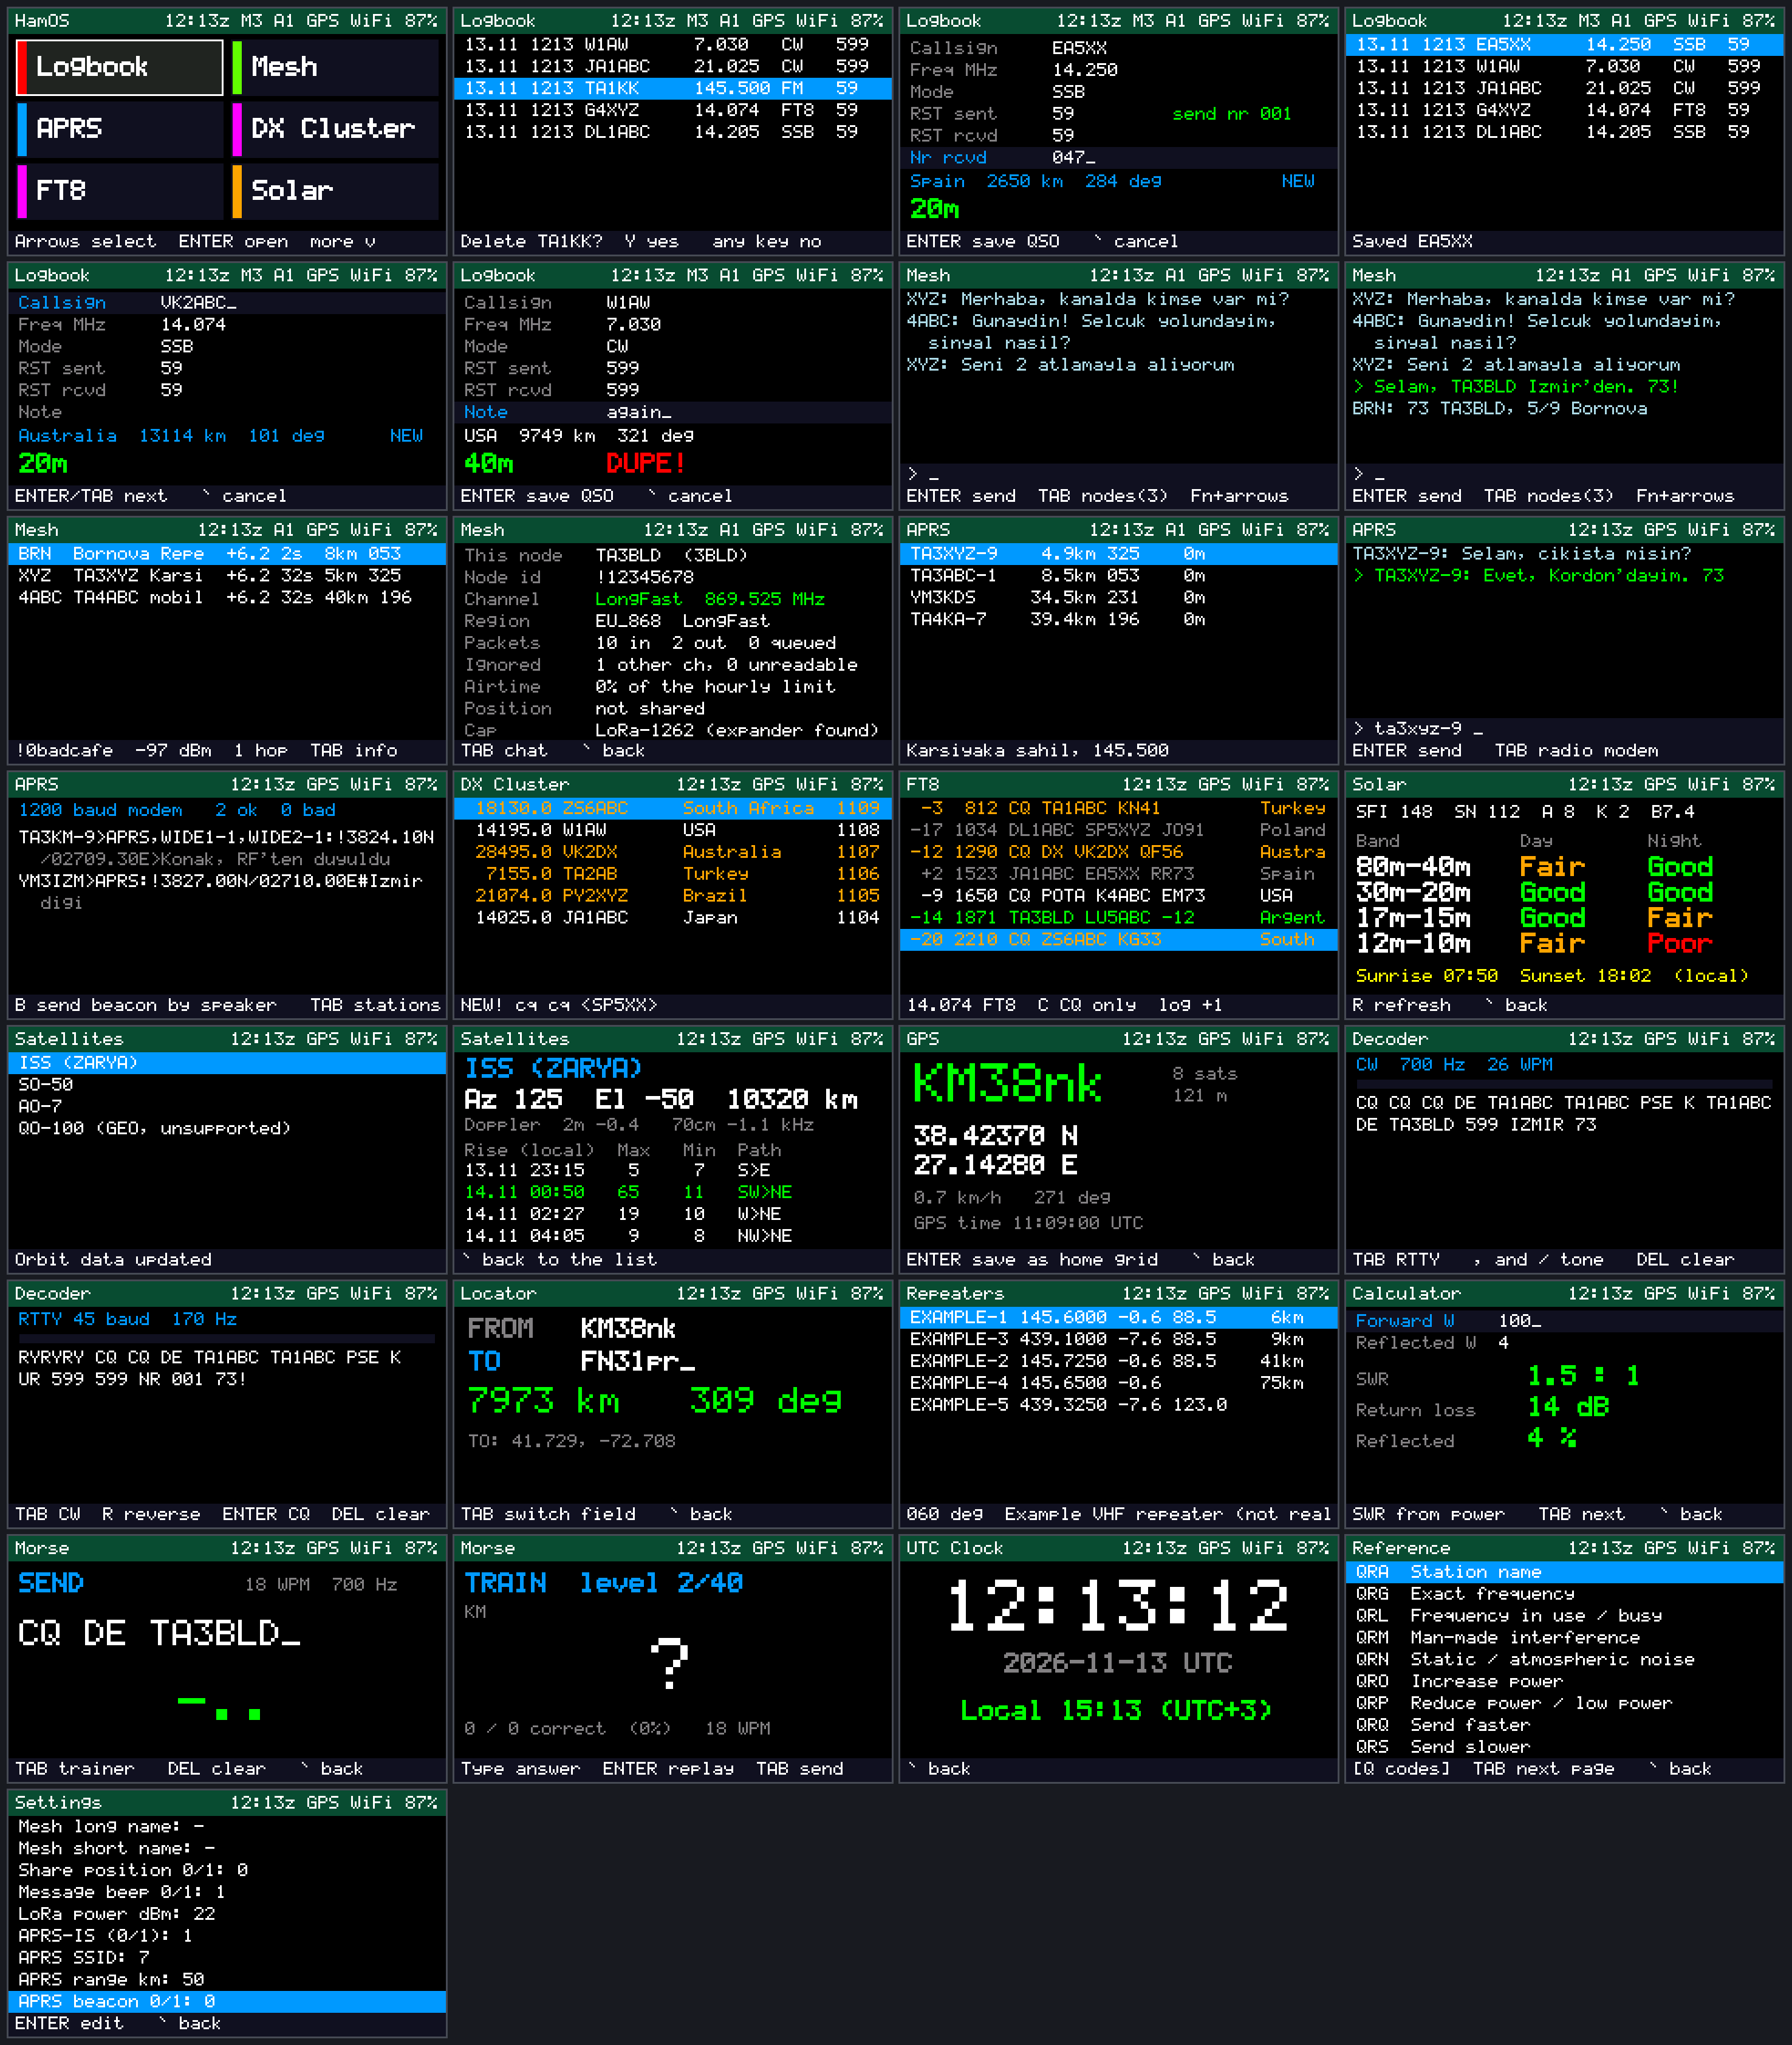 HamOS 12:13z M3 A1 GPS WiFi 87%
Logbook Mesh
APRS DX Cluster
FT8 Solar
Arrows select ENTER open more v
Logbook 12:13z M3 A1 GPS WiFi 87%
13.11 1213 W1AW 7.030 CW 599
13.11 1213 JA1ABC 21.025 CW 599
13.11 1213 TA1KK 145.500 FM 59
13.11 1213 G4XYZ 14.074 FT8 59
13.11 1213 DL1ABC 14.205 SSB 59
Delete TA1KK? Y yes any key no
Logbook 12:13z M3 A1 GPS WiFi 87%
Callsign EA5XX
Freq MHz 14.250
Mode SSB
RST sent 59 send nr 001
RST rcvd 59
Nr rcvd 047_
Spain 2650 km 284 deg NEW
20m
ENTER save QSO ` cancel
Logbook 12:13z M3 A1 GPS WiFi 87%
13.11 1213 EA5XX 14.250 SSB 59
13.11 1213 W1AW 7.030 CW 599
13.11 1213 JA1ABC 21.025 CW 599
13.11 1213 G4XYZ 14.074 FT8 59
13.11 1213 DL1ABC 14.205 SSB 59
Saved EA5XX
Logbook 12:13z M3 A1 GPS WiFi 87%
Callsign VK2ABC_
Freq MHz 14.074
Mode SSB
RST sent 59
RST rcvd 59
Note
Australia 13114 km 101 deg NEW
20m
ENTER/TAB next ` cancel
Logbook 12:13z M3 A1 GPS WiFi 87%
Callsign W1AW
Freq MHz 7.030
Mode CW
RST sent 599
RST rcvd 599
Note again_
USA 9749 km 321 deg
40m DUPE!
ENTER save QSO ` cancel
Mesh 12:13z A1 GPS WiFi 87%
XYZ: Merhaba, kanalda kimse var mi?
4ABC: Gunaydin! Selcuk yolundayim,
sinyal nasil?
XYZ: Seni 2 atlamayla aliyorum
> _
ENTER send TAB nodes(3) Fn+arrows
Mesh 12:13z A1 GPS WiFi 87%
XYZ: Merhaba, kanalda kimse var mi?
4ABC: Gunaydin! Selcuk yolundayim,
sinyal nasil?
XYZ: Seni 2 atlamayla aliyorum
> Selam, TA3BLD Izmir'den. 73!
BRN: 73 TA3BLD, 5/9 Bornova
> _
ENTER send TAB nodes(3) Fn+arrows
Mesh 12:13z A1 GPS WiFi 87%
BRN Bornova Repe +6.2 2s 8km 053
XYZ TA3XYZ Karsi +6.2 32s 5km 325
4ABC TA4ABC mobil +6.2 32s 40km 196
!0badcafe -97 dBm 1 hop TAB info
Mesh 12:13z A1 GPS WiFi 87%
This node TA3BLD (3BLD)
Node id !12345678
Channel LongFast 869.525 MHz
Region EU_868 LongFast
Packets 10 in 2 out 0 queued
Ignored 1 other ch, 0 unreadable
Airtime 0% of the hourly limit
Position not shared
Cap LoRa-1262 (expander found)
TAB chat ` back
APRS 12:13z A1 GPS WiFi 87%
TA3XYZ-9 4.9km 325 0m
TA3ABC-1 8.5km 053 0m
YM3KDS 34.5km 231 0m
TA4KA-7 39.4km 196 0m
Karsiyaka sahil, 145.500
APRS 12:13z GPS WiFi 87%
TA3XYZ-9: Selam, cikista misin?
> TA3XYZ-9: Evet, Kordon'dayim. 73
> ta3xyz-9 _
ENTER send TAB radio modem
APRS 12:13z GPS WiFi 87%
1200 baud modem 2 ok 0 bad
TA3KM-9>APRS,WIDE1-1,WIDE2-1:!3824.10N
/02709.30E>Konak, RF'ten duyuldu
YM3IZM>APRS:!3827.00N/02710.00E#Izmir
digi
B send beacon by speaker TAB stations
DX Cluster 12:13z GPS WiFi 87%
18130.0 ZS6ABC South Africa 1109
14195.0 W1AW USA 1108
28495.0 VK2DX Australia 1107
7155.0 TA2AB Turkey 1106
21074.0 PY2XYZ Brazil 1105
14025.0 JA1ABC Japan 1104
NEW! cq cq <SP5XX>
FT8 12:13z GPS WiFi 87%
-3 812 CQ TA1ABC KN41 Turkey
-17 1034 DL1ABC SP5XYZ JO91 Poland
-12 1290 CQ DX VK2DX QF56 Austra
+2 1523 JA1ABC EA5XX RR73 Spain
-9 1650 CQ POTA K4ABC EM73 USA
-14 1871 TA3BLD LU5ABC -12 Argent
-20 2210 CQ ZS6ABC KG33 South
14.074 FT8 C CQ only log +1
Solar 12:13z GPS WiFi 87%
SFI 148 SN 112 A 8 K 2 B7.4
Band Day Night
80m-40m Fair Good
30m-20m Good Good
17m-15m Good Fair
12m-10m Fair Poor
Sunrise 07:50 Sunset 18:02 (local)
R refresh ` back
Satellites 12:13z GPS WiFi 87%
ISS (ZARYA)
SO-50
AO-7
QO-100 (GEO, unsupported)
Orbit data updated
Satellites 12:13z GPS WiFi 87%
ISS (ZARYA)
Az 125 El -50 10320 km
Doppler 2m -0.4 70cm -1.1 kHz
Rise (local) Max Min Path
13.11 23:15 5 7 S>E
14.11 00:50 65 11 SW>NE
14.11 02:27 19 10 W>NE
14.11 04:05 9 8 NW>NE
` back to the list
GPS 12:13z GPS WiFi 87%
KM38nk 8 sats
121 m
38.42370 N
27.14280 E
0.7 km/h 271 deg
GPS time 11:09:00 UTC
ENTER save as home grid ` back
Decoder 12:13z GPS WiFi 87%
CW 700 Hz 26 WPM
CQ CQ CQ DE TA1ABC TA1ABC PSE K TA1ABC
DE TA3BLD 599 IZMIR 73
TAB RTTY , and / tone DEL clear
Decoder 12:13z GPS WiFi 87%
RTTY 45 baud 170 Hz
RYRYRY CQ CQ DE TA1ABC TA1ABC PSE K
UR 599 599 NR 001 73!
TAB CW R reverse ENTER CQ DEL clear
Locator 12:13z GPS WiFi 87%
FROM KM38nk
TO FN31pr_
7973 km 309 deg
TO: 41.729, -72.708
TAB switch field ` back
Repeaters 12:13z GPS WiFi 87%
EXAMPLE-1 145.6000 -0.6 88.5 6km
EXAMPLE-3 439.1000 -7.6 88.5 9km
EXAMPLE-2 145.7250 -0.6 88.5 41km
EXAMPLE-4 145.6500 -0.6 75km
EXAMPLE-5 439.3250 -7.6 123.0
060 deg Example VHF repeater (not real
Calculator 12:13z GPS WiFi 87%
Forward W 100_
Reflected W 4
SWR 1.5 : 1
Return loss 14 dB
Reflected 4 %
SWR from power TAB next ` back
Morse 12:13z GPS WiFi 87%
SEND 18 WPM 700 Hz
CQ DE TA3BLD_
-..
TAB trainer DEL clear ` back
Morse 12:13z GPS WiFi 87%
TRAIN level 2/40
KM
?
0 / 0 correct (0%) 18 WPM
Type answer ENTER replay TAB send
UTC Clock 12:13z GPS WiFi 87%
12:13:12
2026-11-13 UTC
Local 15:13 (UTC+3)
` back
Reference 12:13z GPS WiFi 87%
QRA Station name
QRG Exact frequency
QRL Frequency in use / busy
QRM Man-made interference
QRN Static / atmospheric noise
QRO Increase power
QRP Reduce power / low power
QRQ Send faster
QRS Send slower
[Q codes] TAB next page ` back
Settings 12:13z GPS WiFi 87%
Mesh long name: -
Mesh short name: -
Share position 0/1: 0
Message beep 0/1: 1
LoRa power dBm: 22
APRS-IS (0/1): 1
APRS SSID: 7
APRS range km: 50
APRS beacon 0/1: 0
ENTER edit ` back